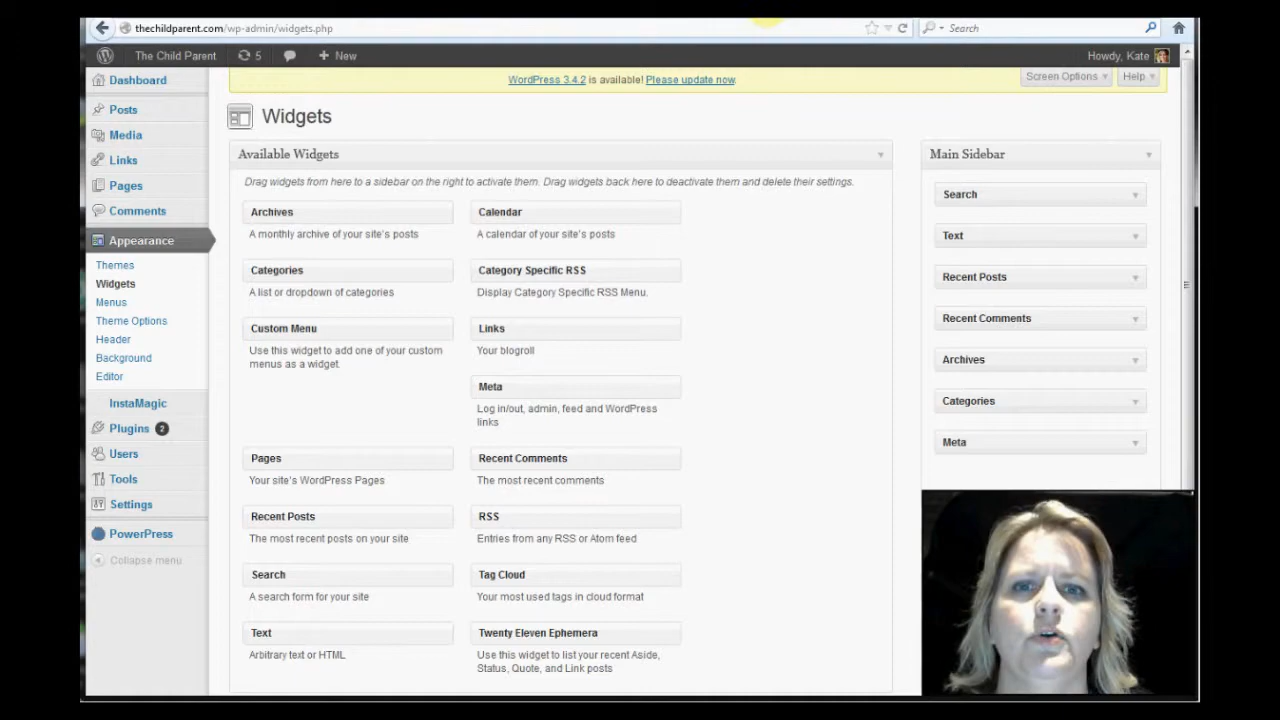 thechildparent.com/wp-admin/widgets.php
Search
The Child Parent
5
New
Howdy, Kate
WordPress 3.4.2 is available! Please update now.
Screen Options
Help
Dashboard
Posts
Media
Links
Pages
Comments
Appearance
Themes
Widgets
Menus
Theme Options
Header
Background
Editor
InstaMagic
Plugins 2
Users
Tools
Settings
PowerPress
Collapse menu
Widgets
Available Widgets
Drag widgets from here to a sidebar on the right to activate them. Drag widgets back here to deactivate them and delete their settings.
Archives
A monthly archive of your site's posts
Calendar
A calendar of your site's posts
Categories
A list or dropdown of categories
Category Specific RSS
Display Category Specific RSS Menu.
Custom Menu
Use this widget to add one of your custom
menus as a widget.
Links
Your blogroll
Meta
Log in/out, admin, feed and WordPress
links
Pages
Your site's WordPress Pages
Recent Comments
The most recent comments
Recent Posts
The most recent posts on your site
RSS
Entries from any RSS or Atom feed
Search
A search form for your site
Tag Cloud
Your most used tags in cloud format
Text
Arbitrary text or HTML
Twenty Eleven Ephemera
Use this widget to list your recent Aside,
Status, Quote, and Link posts
Main Sidebar
Search
Text
Recent Posts
Recent Comments
Archives
Categories
Meta